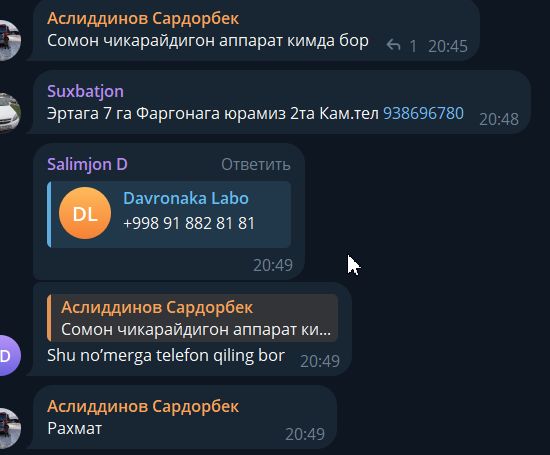 Аслиддинов Сардорбек
Сомон чикарайдигон аппарат кимда бор 1 20:45
Suxbatjon
Эртага 7 га Фаргонага юрамиз 2та Кам.тел 938696780 20:48
Salimjon D Ответить
DL Davronaka Labo
+998 91 882 81 81
20:49
Аслиддинов Сардорбек
Сомон чикарайдигон аппарат ки...
D Shu no’merga telefon qiling bor 20:49
Аслиддинов Сардорбек
Рахмат 20:49